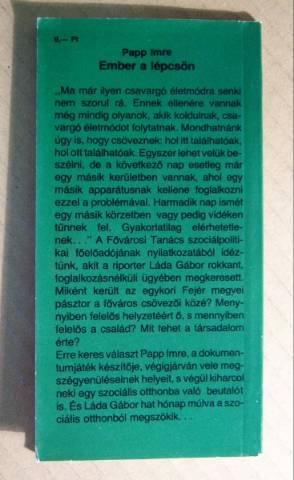 8,— Ft
Papp Imre
Ember a lépcsőn
„Ma már ilyen csavargó életmódra senki
nem szorul rá. Ennek ellenére vannak
még mindig olyanok, akik koldulnak, csa-
vargó életmódot folytatnak. Mondhatnánk
úgy is, hogy csöveznek: hol itt találhatóak,
hol ott találhatóak. Egyszer lehet velük be-
szélni, de a következő nap esetleg már
egy másik kerületben vannak, ahol egy
másik apparátusnak kellene foglalkozni
ezzel a problémával. Harmadik nap ismét
egy másik körzetben vagy pedig vidéken
tűnnek fel. Gyakorlatilag elérhetetle-
nek. . .” A Fővárosi Tanács szociálpoliti-
kai főelőadójának nyilatkozatából idéz-
tünk, akit a riporter Láda Gábor rokkant,
foglalkozásnélküli ügyében megkeresett.
Miként került az egykori Fejér megyei
pásztor a főváros csövezői közé? Meny-
nyiben felelős helyzetéért ő, s mennyiben
felelős a család? Mit tehet a társadalom
érte?
Erre keres választ Papp Imre, a dokumen-
tumjáték készítője, végigjárván vele meg-
szégyenüléseinek helyeit, s végül kiharcol
neki egy szociális otthonba való beutalót
is. És Láda Gábor hat hónap múlva a szo-
ciális otthonból megszökik. . .